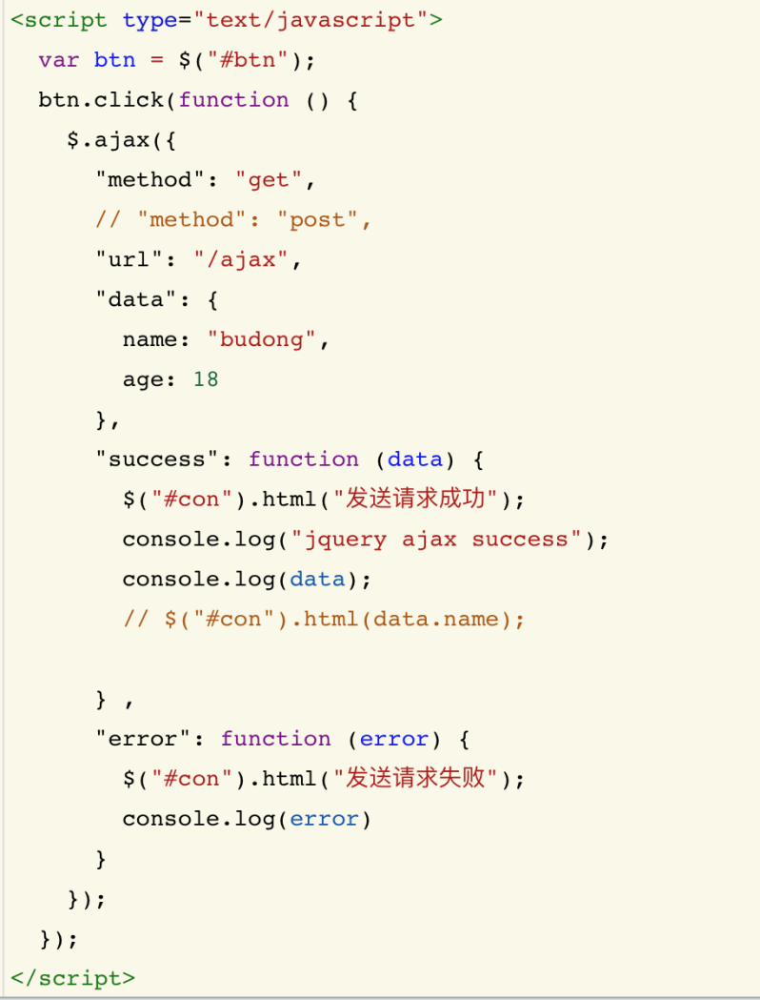 <script type="text/javascript">
  var btn = $("#btn");
  btn.click(function () {
    $.ajax({
      "method": "get",
      // "method": "post",
      "url": "/ajax",
      "data": {
        name: "budong",
        age: 18
      },
      "success": function (data) {
        $("#con").html("发送请求成功");
        console.log("jquery ajax success");
        console.log(data);
        // $("#con").html(data.name);

      } ,
      "error": function (error) {
        $("#con").html("发送请求失败");
        console.log(error)
      }
    });
  });
</script>